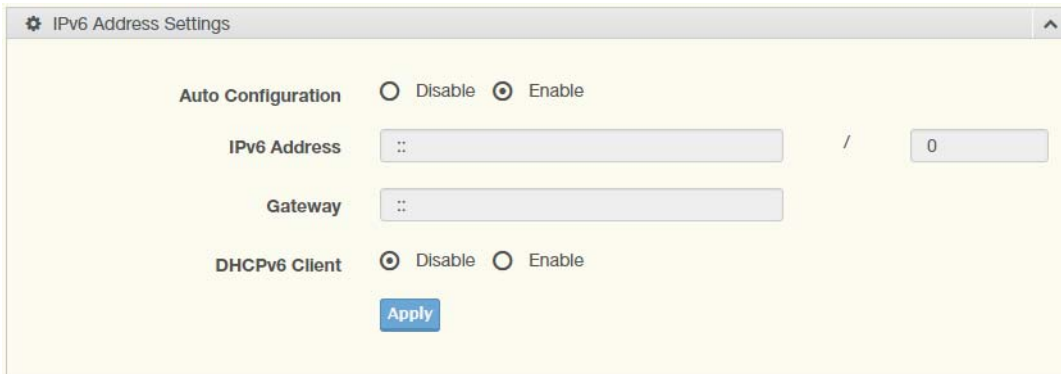 IPv6 Address Settings
Auto Configuration Disable Enable
IPv6 Address :: / 0
Gateway ::
DHCPv6 Client Disable Enable
Apply